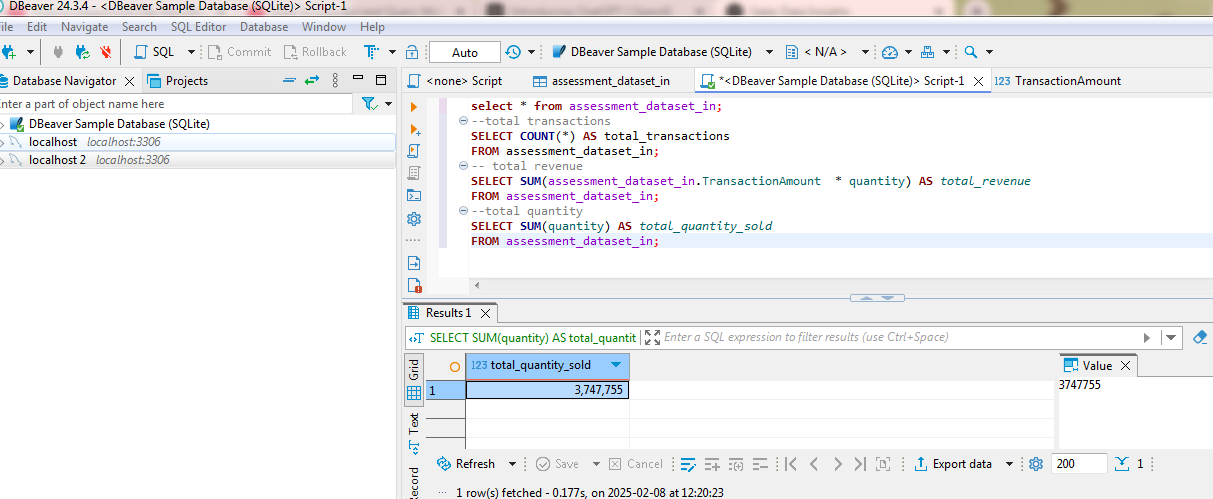 DBeaver 24.3.4 - <DBeaver Sample Database (SQLite)> Script-1
File Edit Navigate Search SQL Editor Database Window Help
SQL Commit Rollback Auto DBeaver Sample Database (SQLite) < N/A >
Database Navigator Projects
<none> Script assessment_dataset_in *<DBeaver Sample Database (SQLite)> Script-1 123 TransactionAmount
Enter a part of object name here
DBeaver Sample Database (SQLite)
localhost localhost:3306
localhost 2 localhost:3306
select * from assessment_dataset_in;
--total transactions
SELECT COUNT(*) AS total_transactions
FROM assessment_dataset_in;
-- total revenue
SELECT SUM(assessment_dataset_in.TransactionAmount * quantity) AS total_revenue
FROM assessment_dataset_in;
--total quantity
SELECT SUM(quantity) AS total_quantity_sold
FROM assessment_dataset_in;
Results 1
SELECT SUM(quantity) AS total_quantit Enter a SQL expression to filter results (use Ctrl+Space)
Grid
Text
Record
123 total_quantity_sold
1 3,747,755
Value
3747755
Refresh Save Cancel Export data 200 1
1 row(s) fetched - 0.177s, on 2025-02-08 at 12:20:23